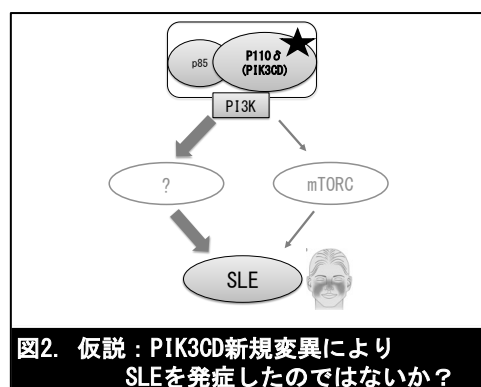 p85
P110δ
(PIK3CD)
PI3K
?
mTORC
SLE
図2. 仮説：PIK3CD新規変異により
SLEを発症したのではないか？